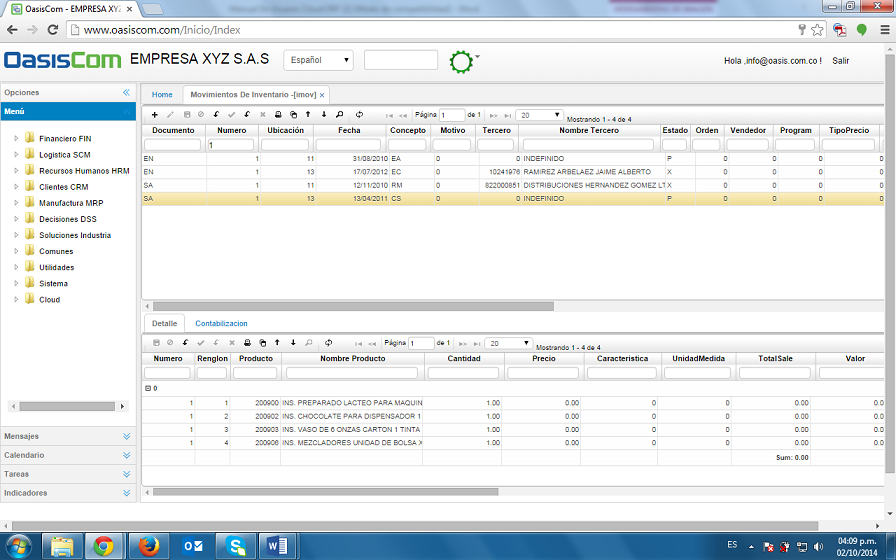 OasisCom - EMPRESA XYZ
www.oasiscom.com/Inicio/Index
OasisCom EMPRESA XYZ S.A.S Español Hola ,info@oasis.com.co ! Salir
Opciones
Menú
Financiero FIN
Logistica SCM
Recursos Humanos HRM
Clientes CRM
Manufactura MRP
Decisiones DSS
Soluciones Industria
Comunes
Utilidades
Sistema
Cloud
Mensajes
Calendario
Tareas
Indicadores
Home Movimientos De Inventario -[imov] x
Página 1 de 1 20 Mostrando 1 - 4 de 4
Documento Numero Ubicación Fecha Concepto Motivo Tercero Nombre Tercero Estado Orden Vendedor Program TipoPrecio
1
EN 1 11 31/08/2010 EA 0 0 INDEFINIDO P 0 0 0 0
EN 1 13 17/07/2012 EC 0 10241976 RAMIREZ ARBELAEZ JAIME ALBERTO X 0 0 0 0
SA 1 11 12/11/2010 RM 0 822000851 DISTRIBUCIONES HERNANDEZ GOMEZ LT X 0 0 0 0
SA 1 13 13/04/2011 CS 0 0 INDEFINIDO P 0 0 0 0
Detalle Contabilizacion
Página 1 de 1 20 Mostrando 1 - 4 de 4
Numero Renglon Producto Nombre Producto Cantidad Precio Caracteristica UnidadMedida TotalSale Valor
0
1 1 200900 INS. PREPARADO LACTEO PARA MAQUIN 1.00 0.00 0 0 0.00 0.0
1 2 200902 INS. CHOCOLATE PARA DISPENSADOR 1 1.00 0.00 0 0 0.00 0.0
1 3 200903 INS. VASO DE 6 ONZAS CARTON 1 TINTA 1.00 0.00 0 0 0.00 0.0
1 4 200906 INS. MEZCLADORES UNIDAD DE BOLSA X 1.00 0.00 0 0 0.00 0.0
Sum: 0.00
ES 04:09 p.m.
02/10/2014